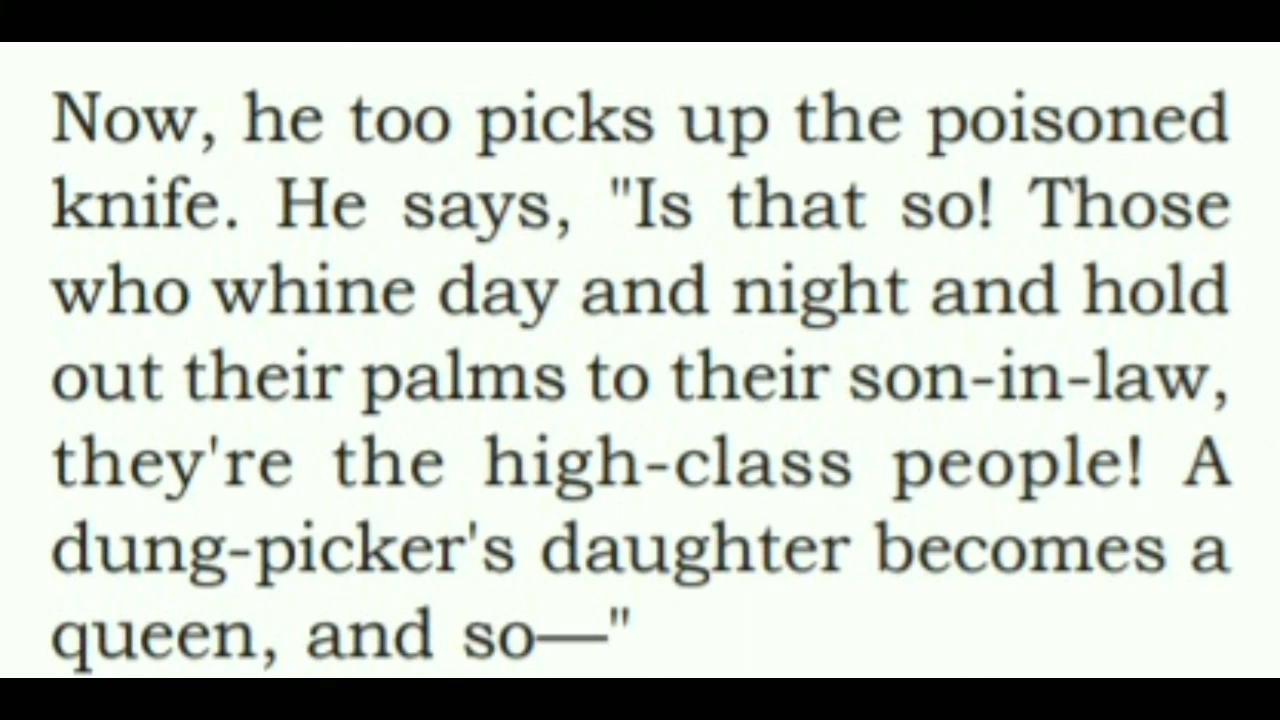 Now, he too picks up the poisoned
knife. He says, "Is that so! Those
who whine day and night and hold
out their palms to their son-in-law,
they're the high-class people! A
dung-picker's daughter becomes a
queen, and so—"